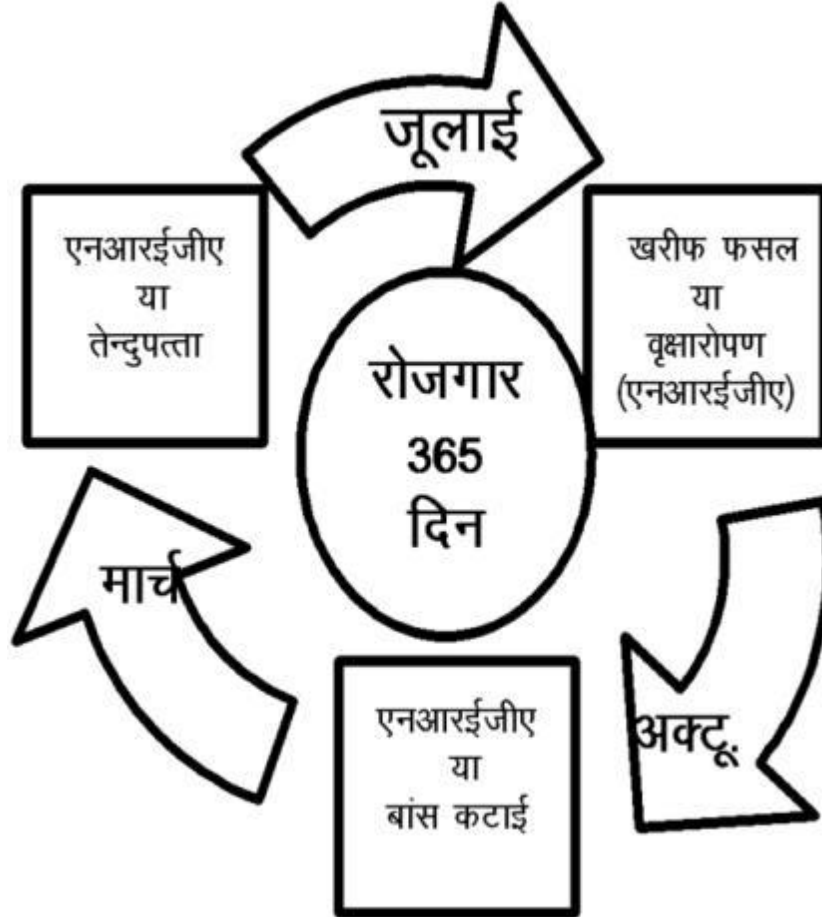 जूलाई
एनआरईजीए
या
तेन्दुपत्ता
खरीफ फसल
या
वृक्षारोपण
(एनआरईजीए)
रोजगार
365
दिन
मार्च
अक्टू.
एनआरईजीए
या
बांस कटाई